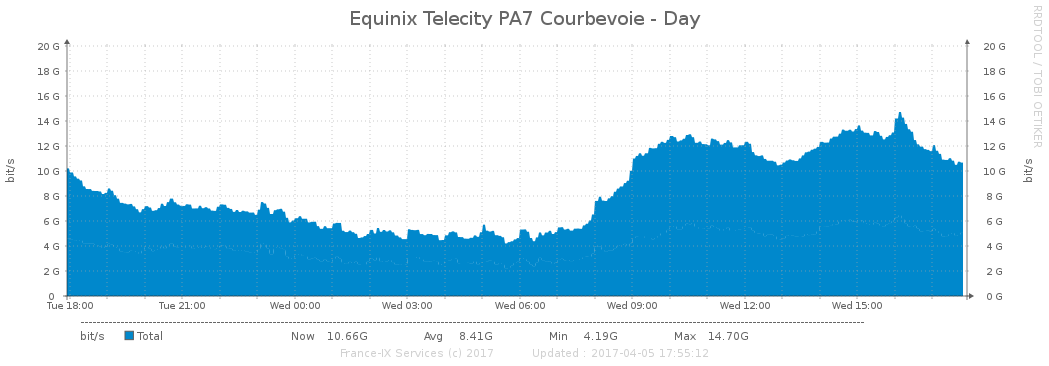 Equinix Telecity PA7 Courbevoie - Day
RRDTOOL / TOBI OETIKER
bit/s
20 G 20 G
18 G 18 G
16 G 16 G
14 G 14 G
12 G 12 G
10 G 10 G
8 G 8 G
6 G 6 G
4 G 4 G
2 G 2 G
0 0 G
bit/s
Tue 18:00 Tue 21:00 Wed 00:00 Wed 03:00 Wed 06:00 Wed 09:00 Wed 12:00 Wed 15:00
bit/s Total Now 10.66G Avg 8.41G Min 4.19G Max 14.70G
France-IX Services (c) 2017 Updated : 2017-04-05 17:55:12